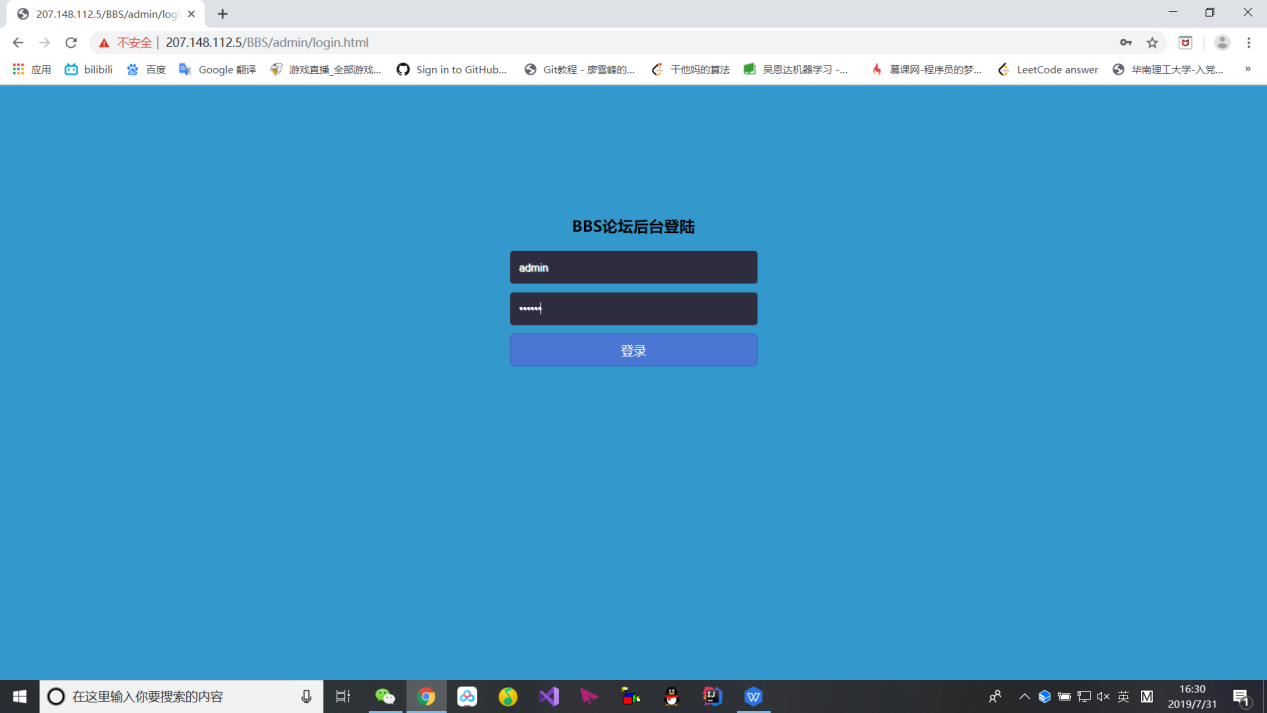 207.148.112.5/BBS/admin/logi
不安全 | 207.148.112.5/BBS/admin/login.html
应用 bilibili 百度 Google 翻译 游戏直播_全部游戏... Sign in to GitHub... Git教程 - 廖雪峰的... 干他妈的算法 吴恩达机器学习 -... 慕课网-程序员的梦... LeetCode answer 华南理工大学-入党... »
BBS论坛后台登陆
admin
••••••
登录
在这里输入你要搜索的内容 英 M 16:30
2019/7/31 1